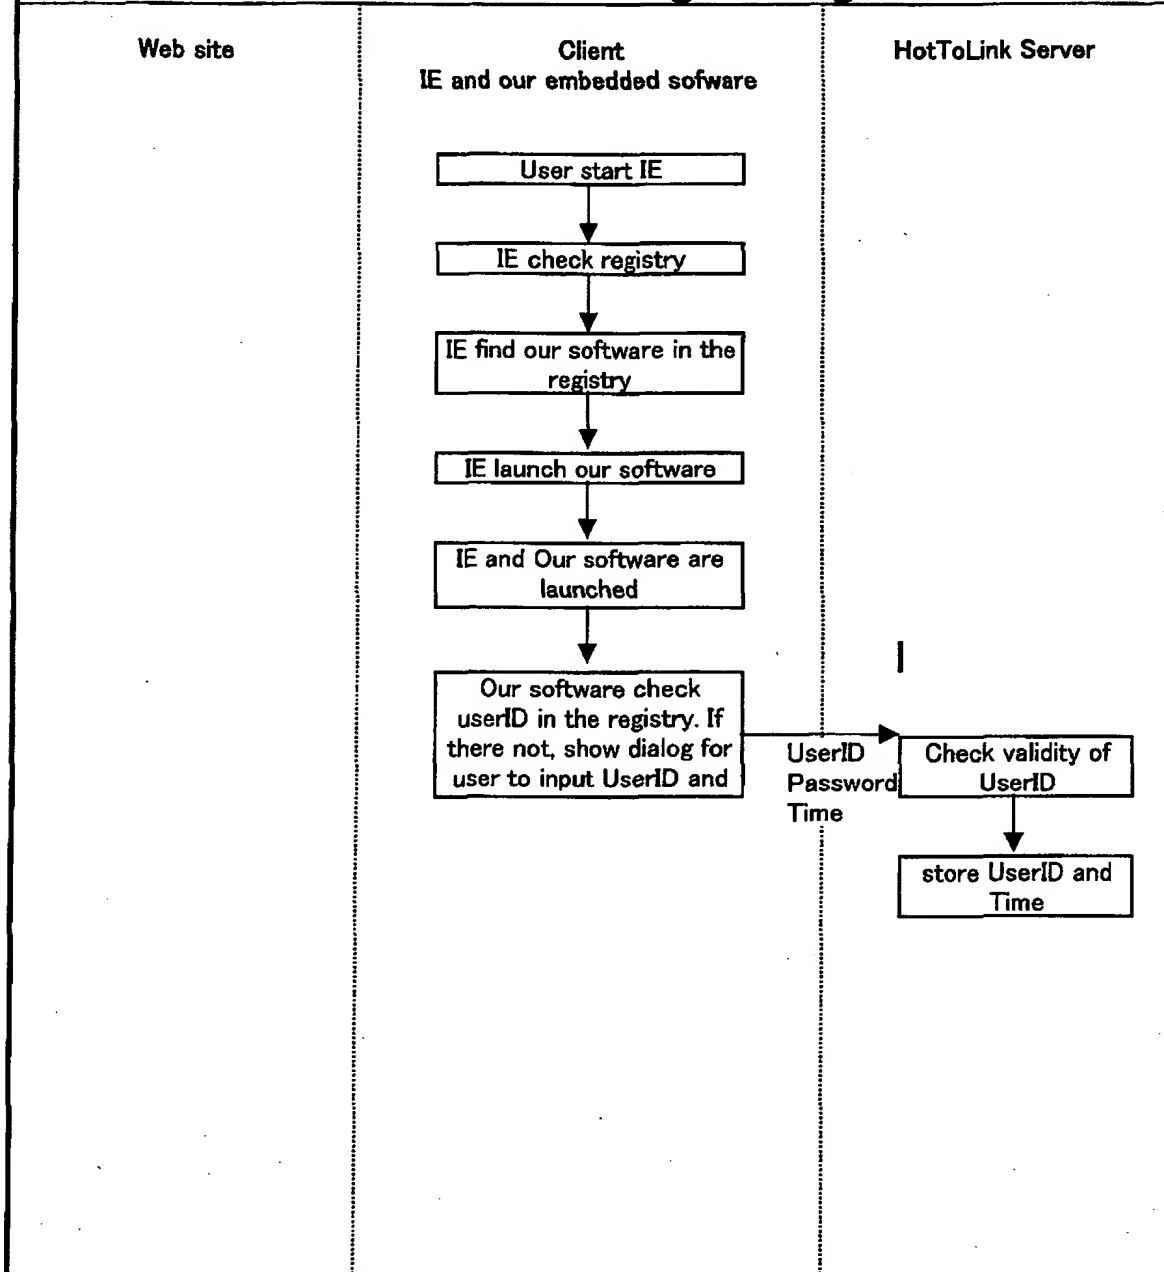 Web site
Client
IE and our embedded sofware
HotToLink Server
User start IE
IE check registry
IE find our software in the
registry
IE launch our software
IE and Our software are
launched
Our software check
userID in the registry. If
there not, show dialog for
user to input UserID and
UserID
Password
Time
Check validity of
UserID
store UserID and
Time